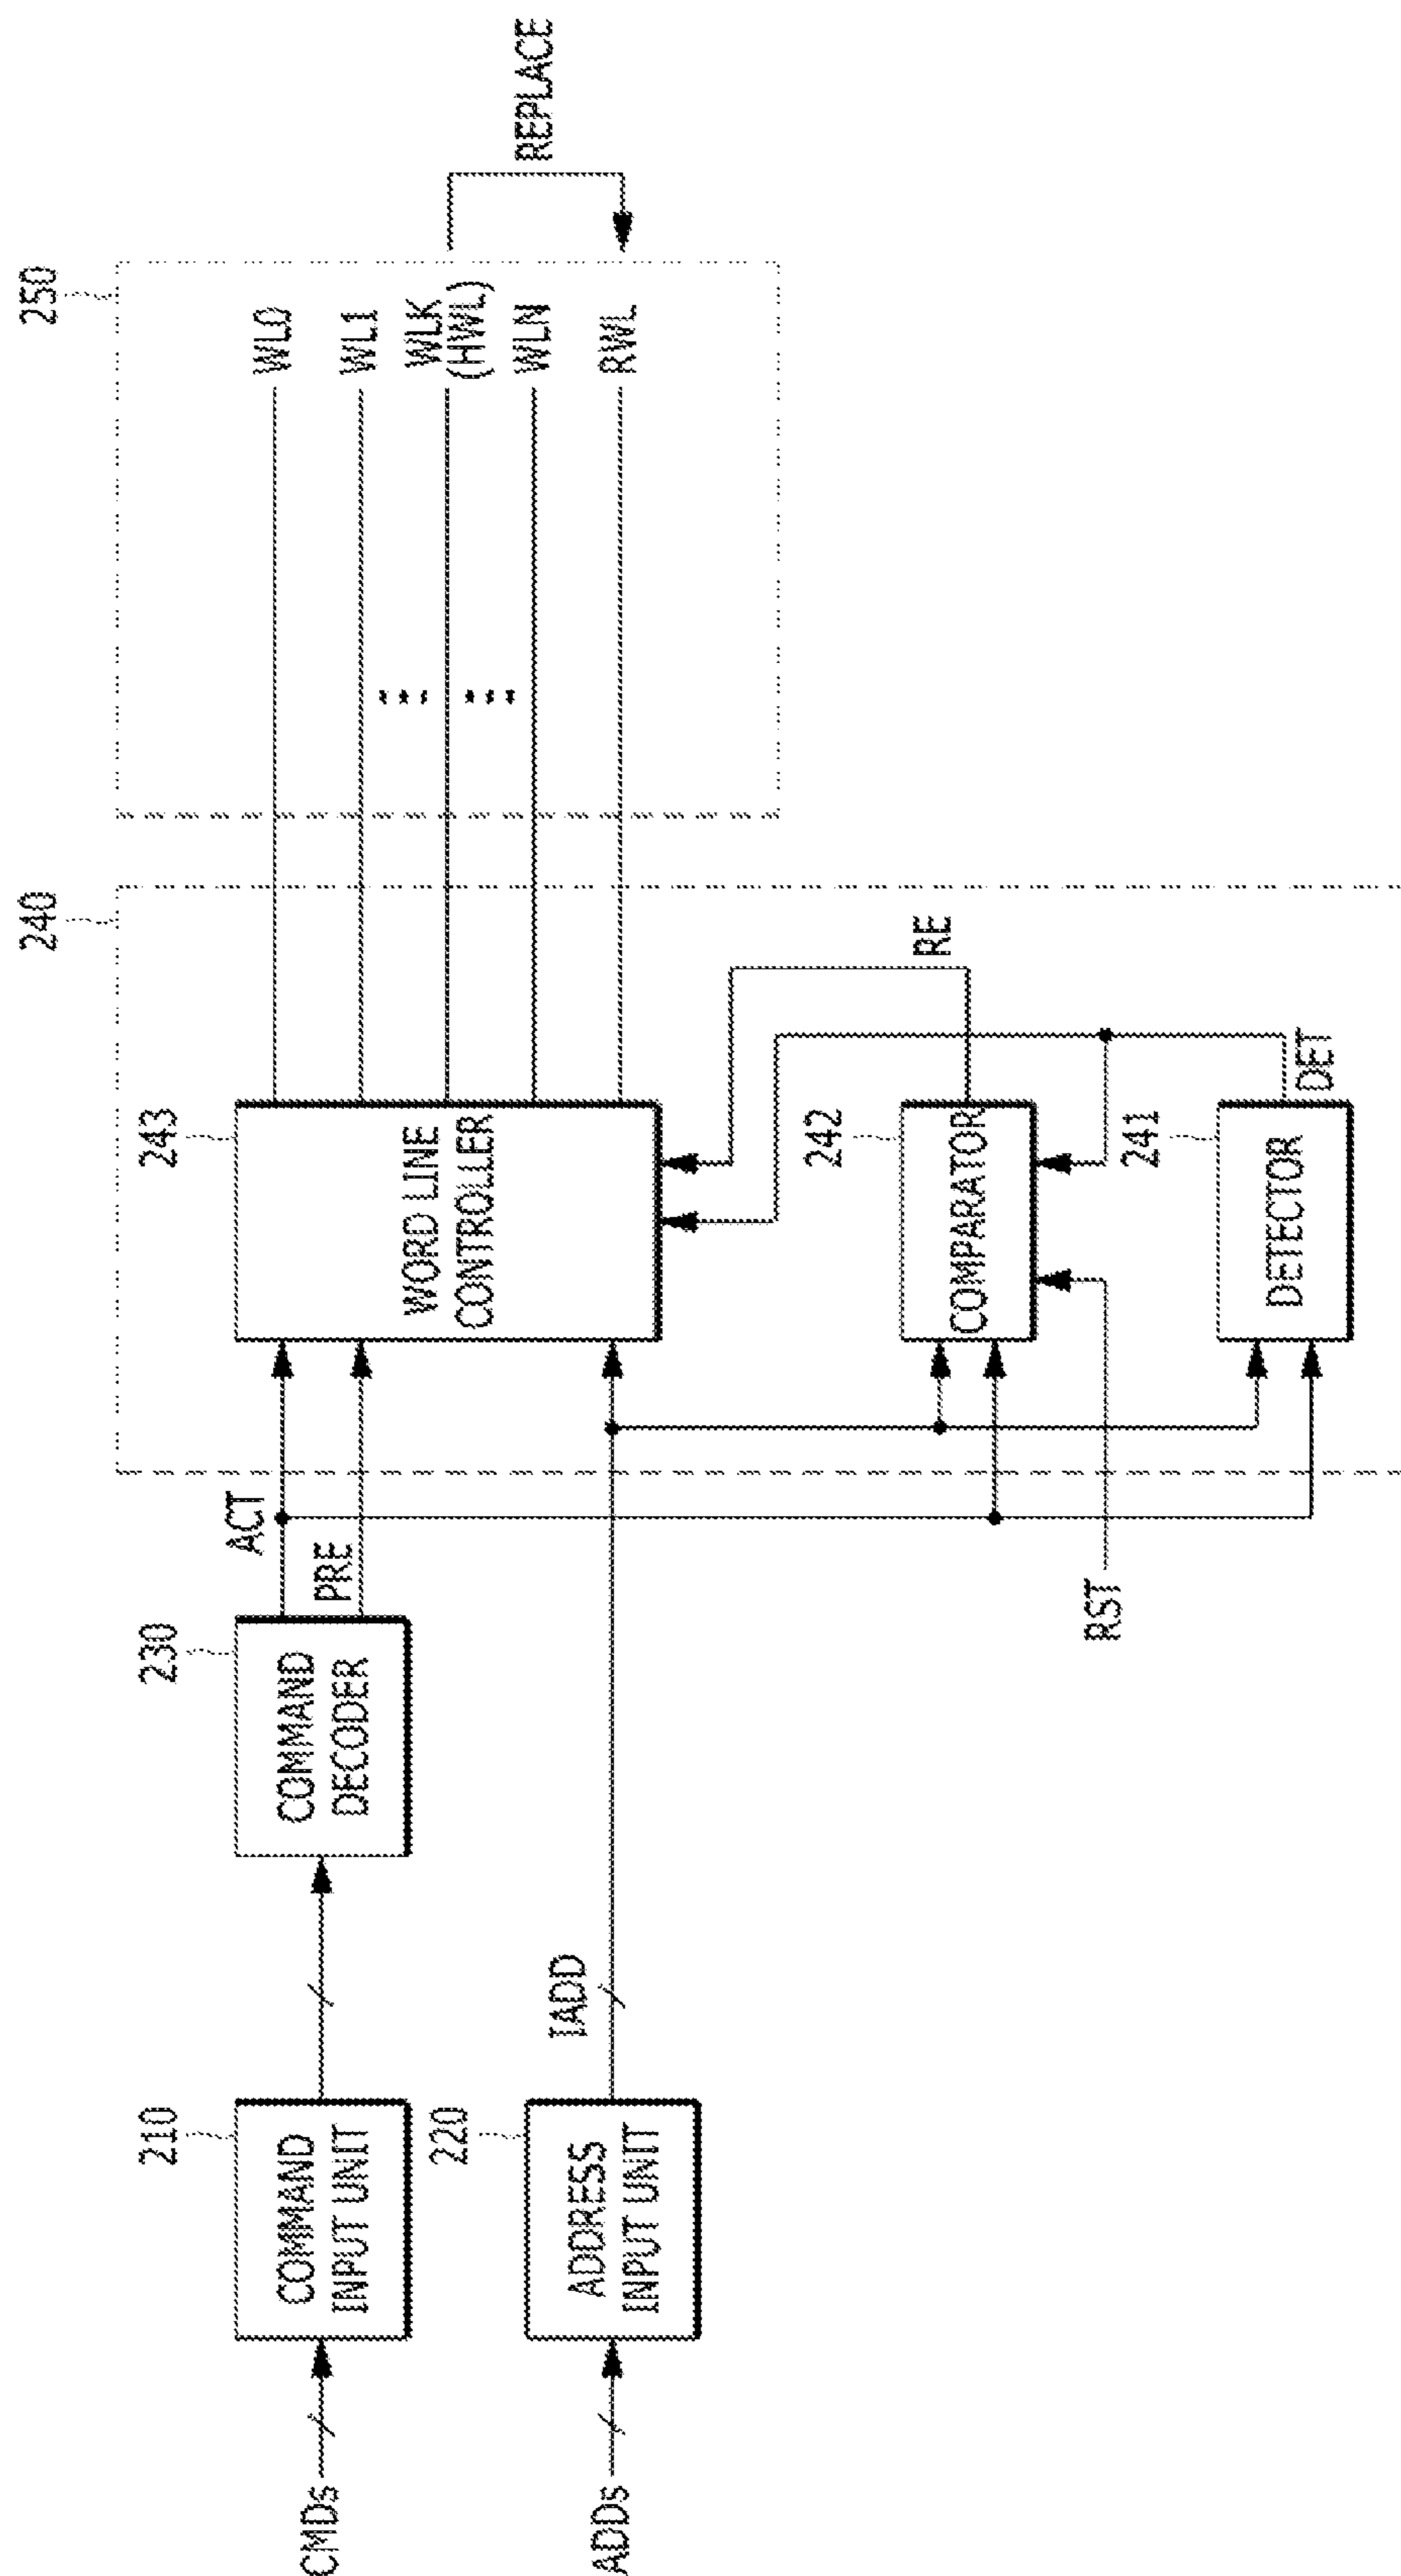 CMDs
210
COMMAND
INPUT UNIT
230
COMMAND
DECODER
ACT
PRE
ADDs
220
ADDRESS
INPUT UNIT
IADD
RST
240
243
WORD LINE
CONTROLLER
242
COMPARATOR
241
DETECTOR
RE
DET
250
WL0
WL1
WLK
(HWL)
WLN
RWL
REPLACE